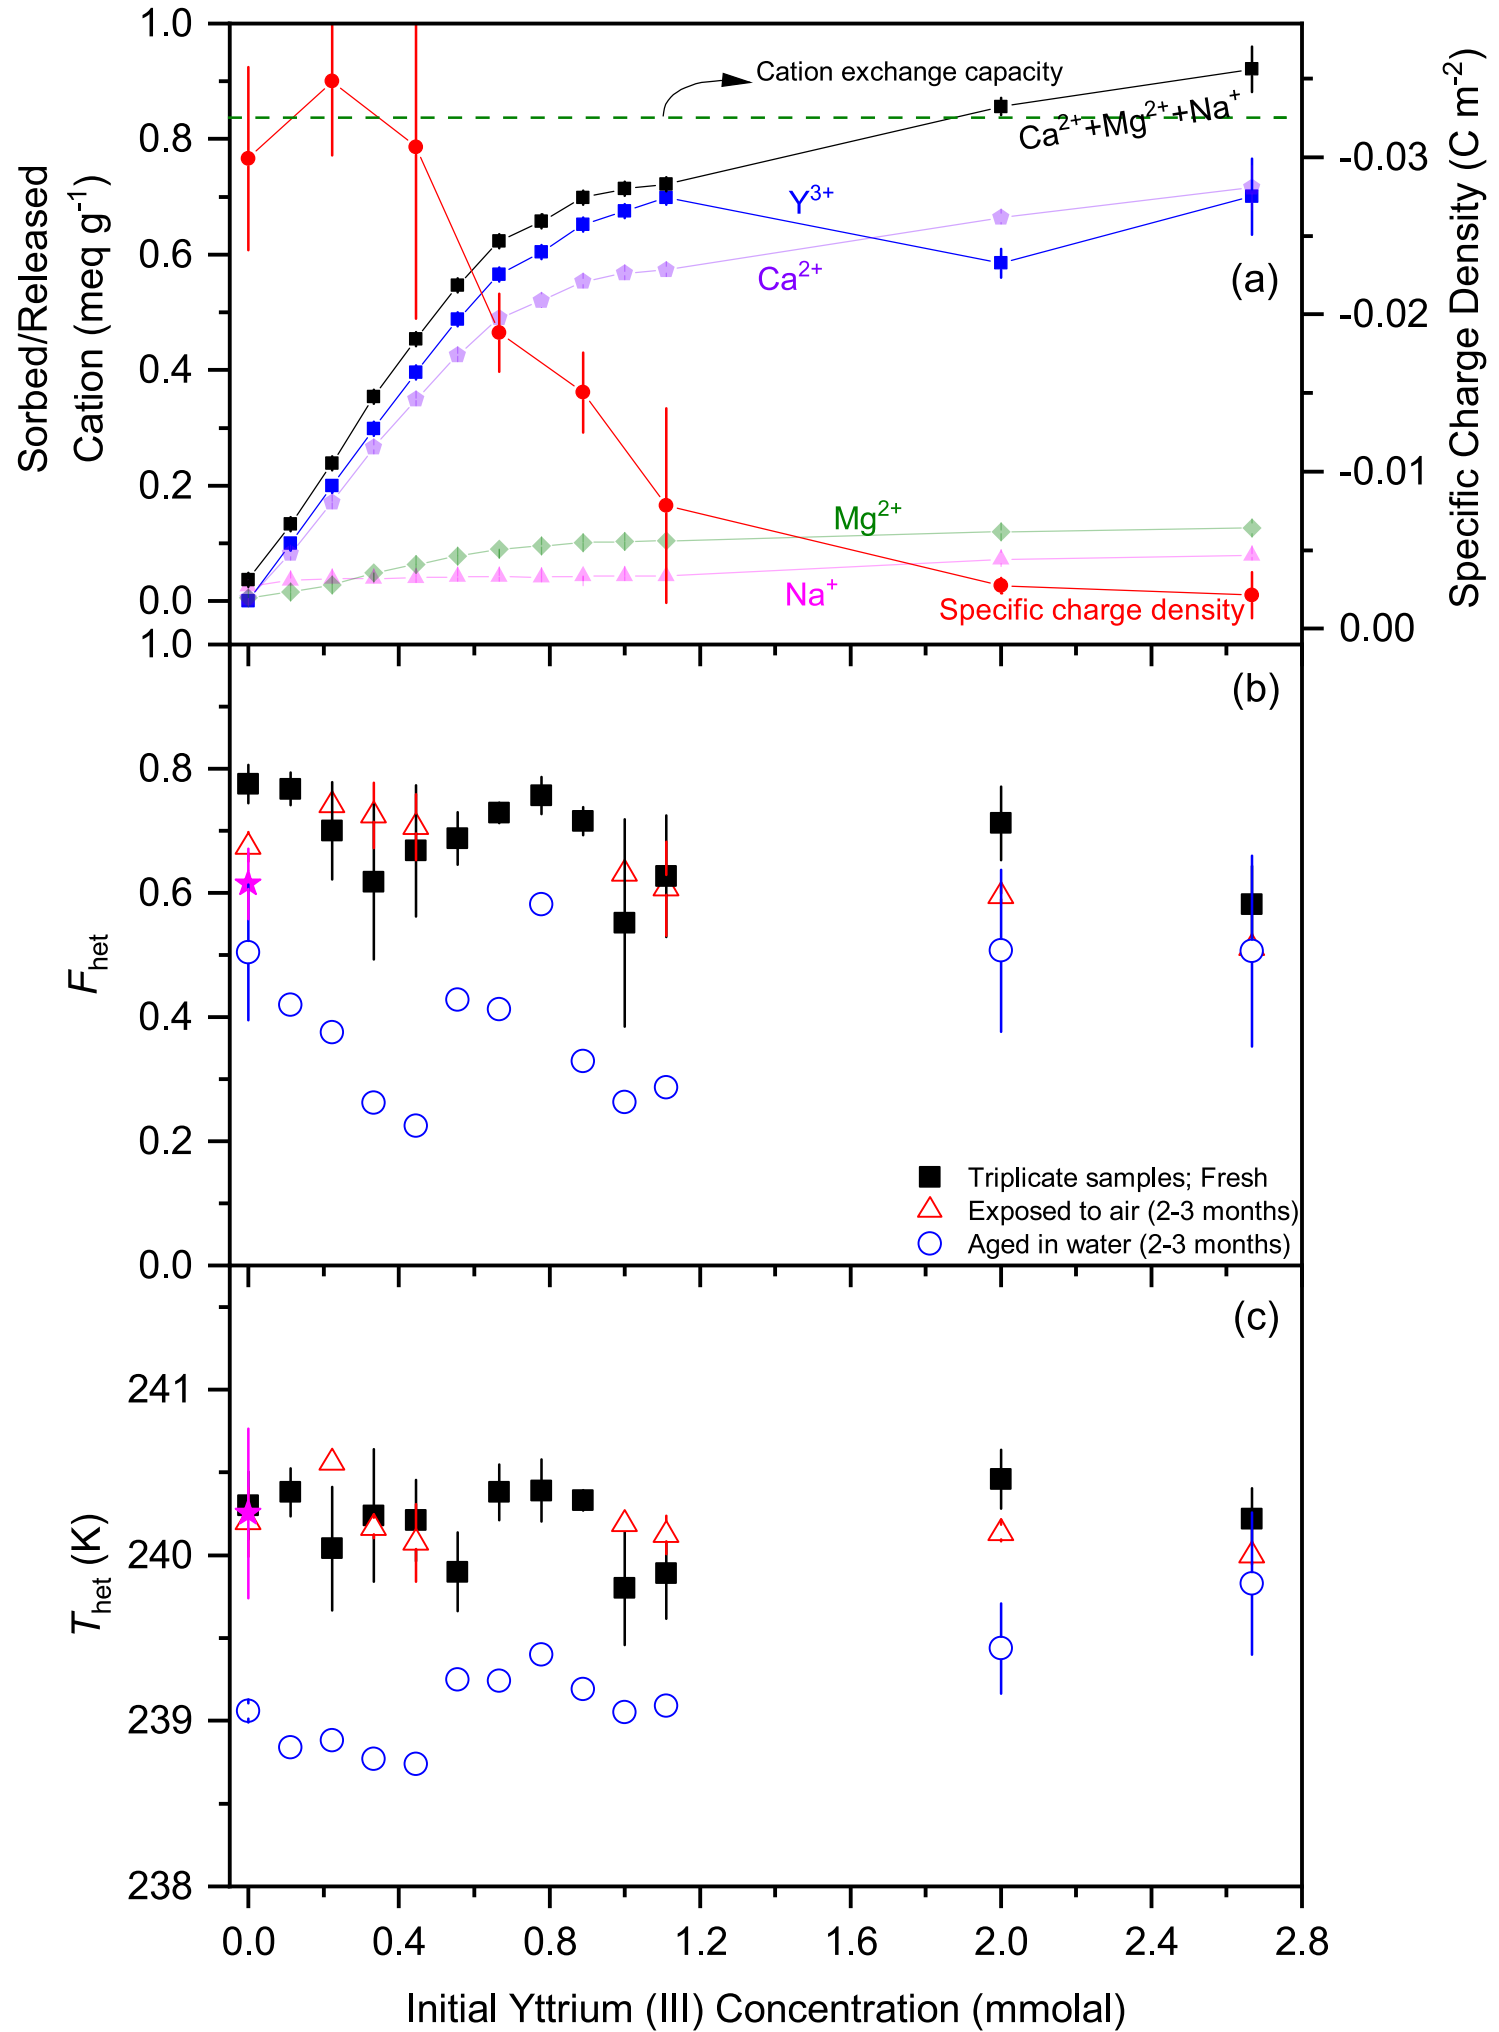 1.0
0.8
0.6
0.4
0.2
0.0
Sorbed/Released
Cation (meq g⁻¹)
Cation exchange capacity
Ca²⁺+Mg²⁺+Na⁺
Y³⁺
Ca²⁺
(a)
Mg²⁺
Na⁺
Specific charge density
-0.03
-0.02
-0.01
0.00
Specific Charge Density (C m⁻²)
1.0
0.8
0.6
0.4
0.2
0.0
F_het
(b)
Triplicate samples; Fresh
Exposed to air (2-3 months)
Aged in water (2-3 months)
(c)
241
240
239
238
T_het (K)
0.0 0.4 0.8 1.2 1.6 2.0 2.4 2.8
Initial Yttrium (III) Concentration (mmolal)